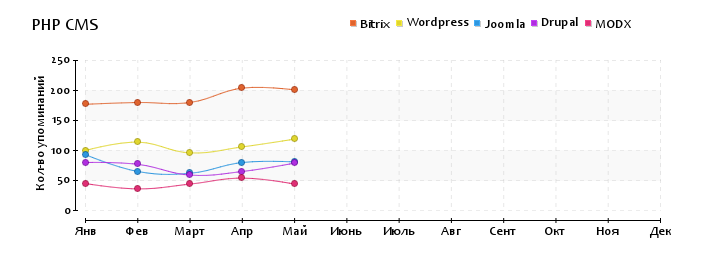 PHP CMS
Bitrix Wordpress Joomla Drupal MODX
Кол-во упоминаний
250
200
150
100
50
0
Янв Фев Март Апр Май Июнь Июль Авг Сент Окт Ноя Дек